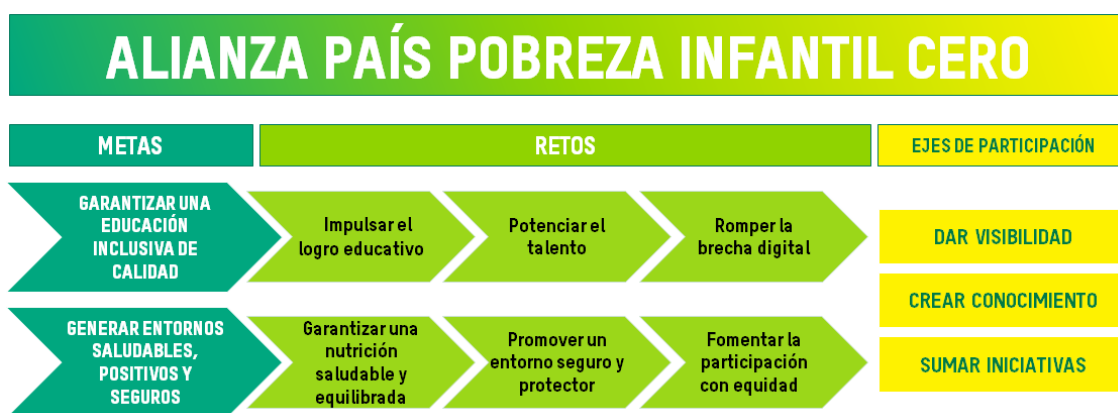 ALIANZA PAÍS POBREZA INFANTIL CERO
METAS
RETOS
EJES DE PARTICIPACIÓN
GARANTIZAR UNA
EDUCACIÓN
INCLUSIVA DE
CALIDAD
Impulsar el
logro educativo
Potenciar el
talento
Romper la
brecha digital
GENERAR ENTORNOS
SALUDABLES,
POSITIVOS Y
SEGUROS
Garantizar una
nutrición
saludable y
equilibrada
Promover un
entorno seguro y
protector
Fomentar la
participación
con equidad
DAR VISIBILIDAD
CREAR CONOCIMIENTO
SUMAR INICIATIVAS